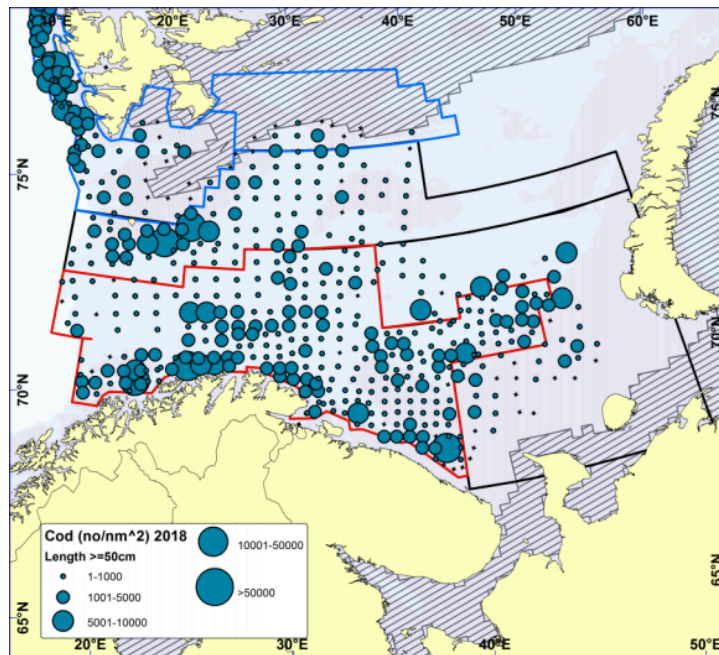 10°E 20°E 30°E 40°E 50°E 60°E
75°N
75°N
70°N
70°N
65°N
65°N
Cod (no/nm^2) 2018
Length >=50cm
1-1000
1001-5000
5001-10000
10001-50000
>50000
20°E 30°E 40°E 50°E